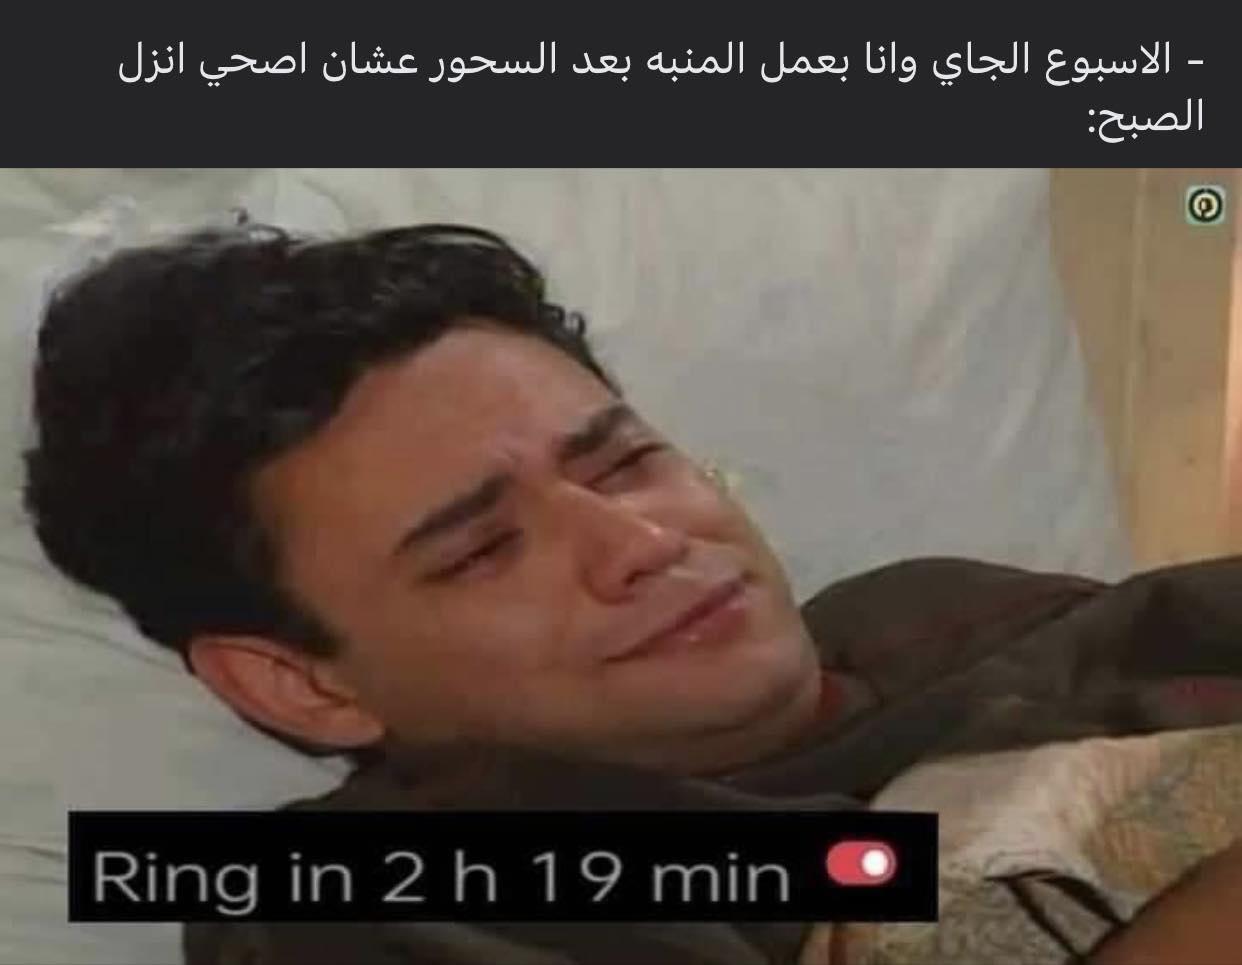 - الاسبوع الجاي وانا بعمل المنبه بعد السحور عشان اصحي انزل
الصبح:
Ring in 2 h 19 min